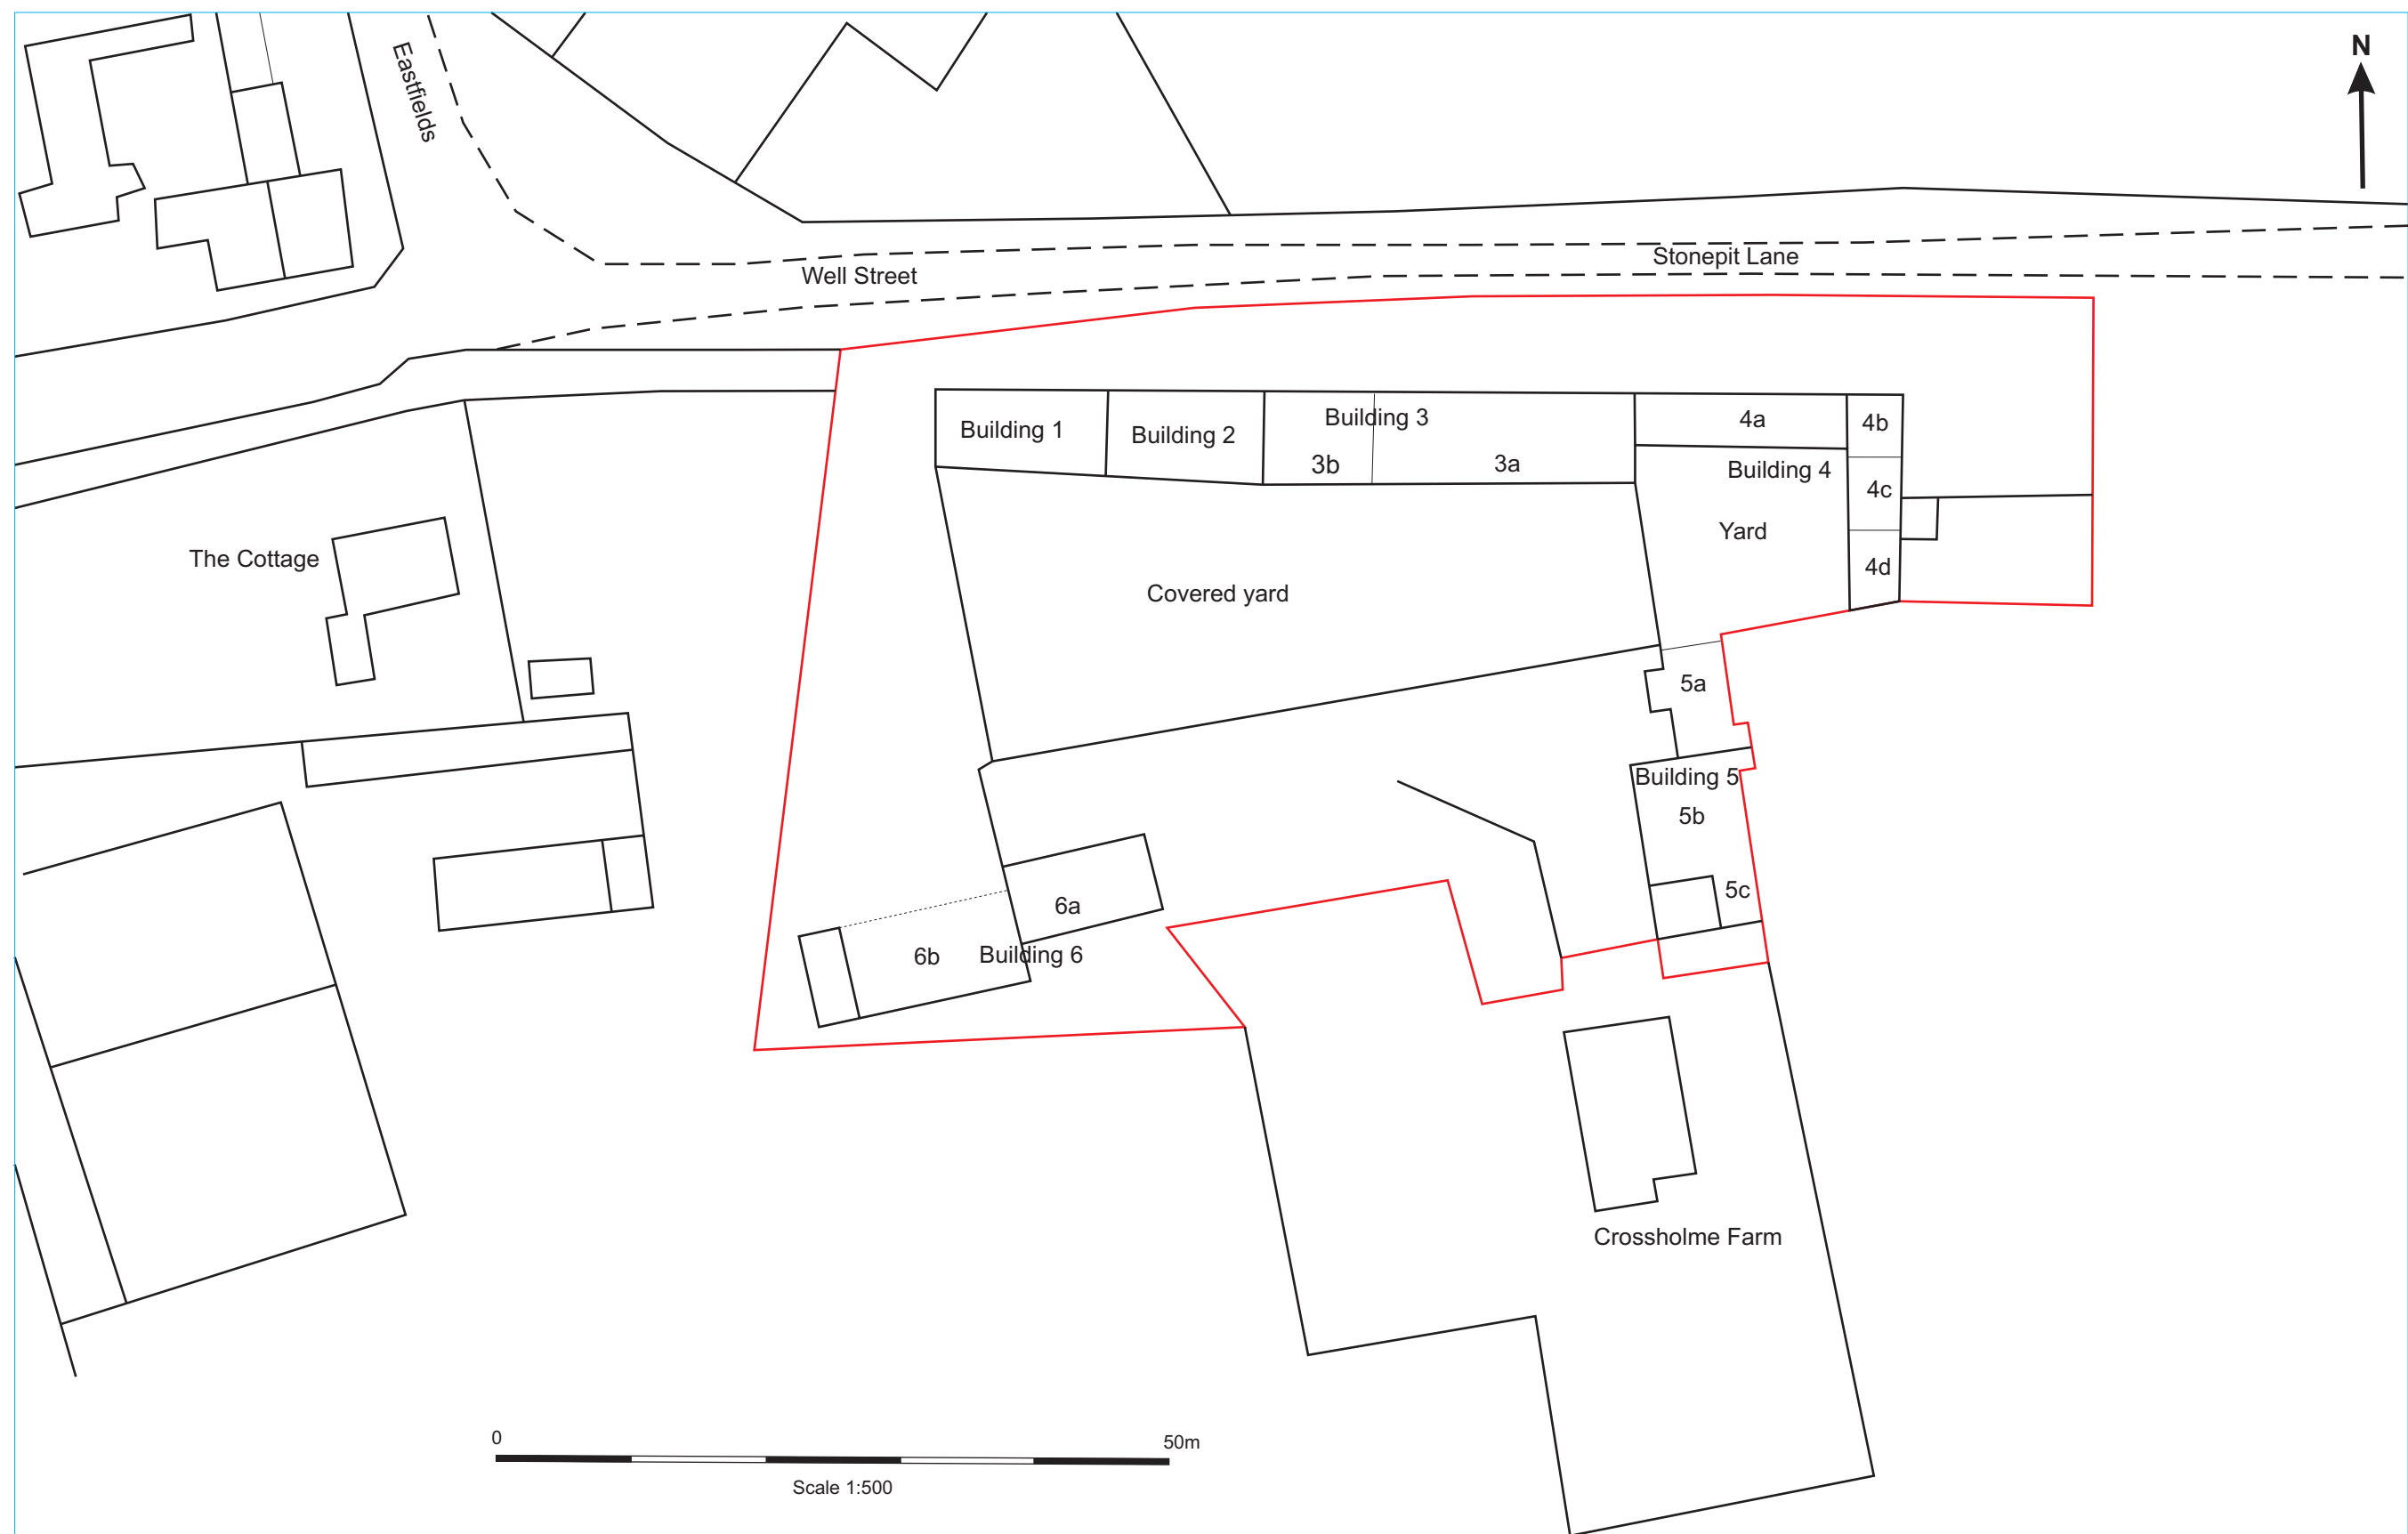 N
Eastfields
Stonepit Lane
Well Street
Building 1
Building 2
Building 3
3b
3a
4a
4b
Building 4
4c
Yard
4d
The Cottage
Covered yard
5a
Building 5
5b
5c
6a
6b
Building 6
Crossholme Farm
0
50m
Scale 1:500